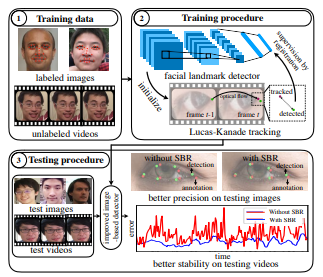 1 Training data
labeled images
unlabeled videos
2 Training procedure
facial landmark detector
supervision by
registration
initialize
optical flow
tracked
detected
frame t-1
frame t
Lucas-Kanade tracking
3 Testing procedure
test images
test videos
improved image
-based detector
without SBR
with SBR
detection
annotation
detection
annotation
better precision on testing images
error
Without SBR
With SBR
time
better stability on testing videos